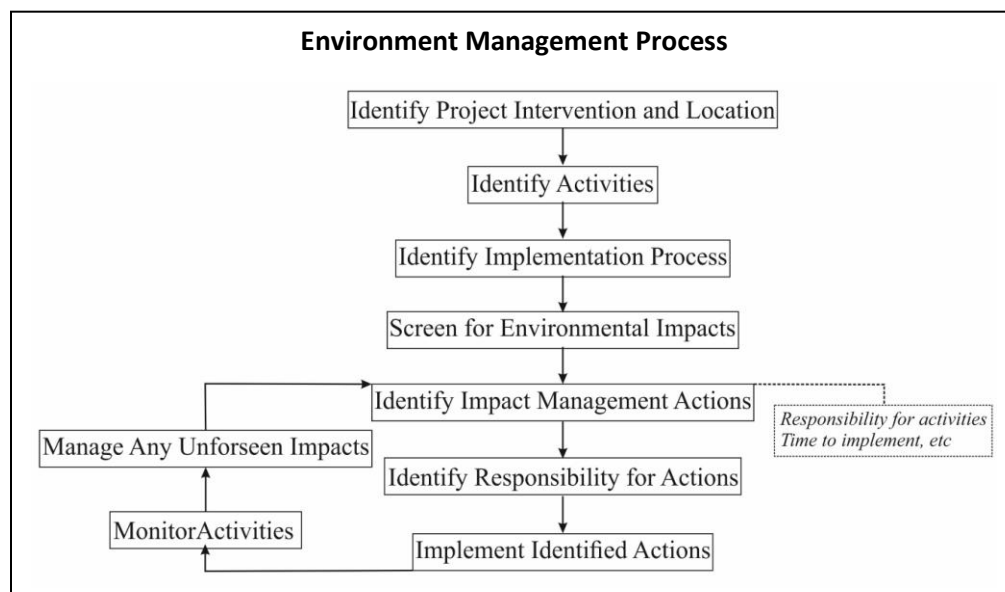 Environment Management Process
Identify Project Intervention and Location
Identify Activities
Identify Implementation Process
Screen for Environmental Impacts
Identify Impact Management Actions
Responsibility for activities
Time to implement, etc
Manage Any Unforseen Impacts
Identify Responsibility for Actions
MonitorActivities
Implement Identified Actions